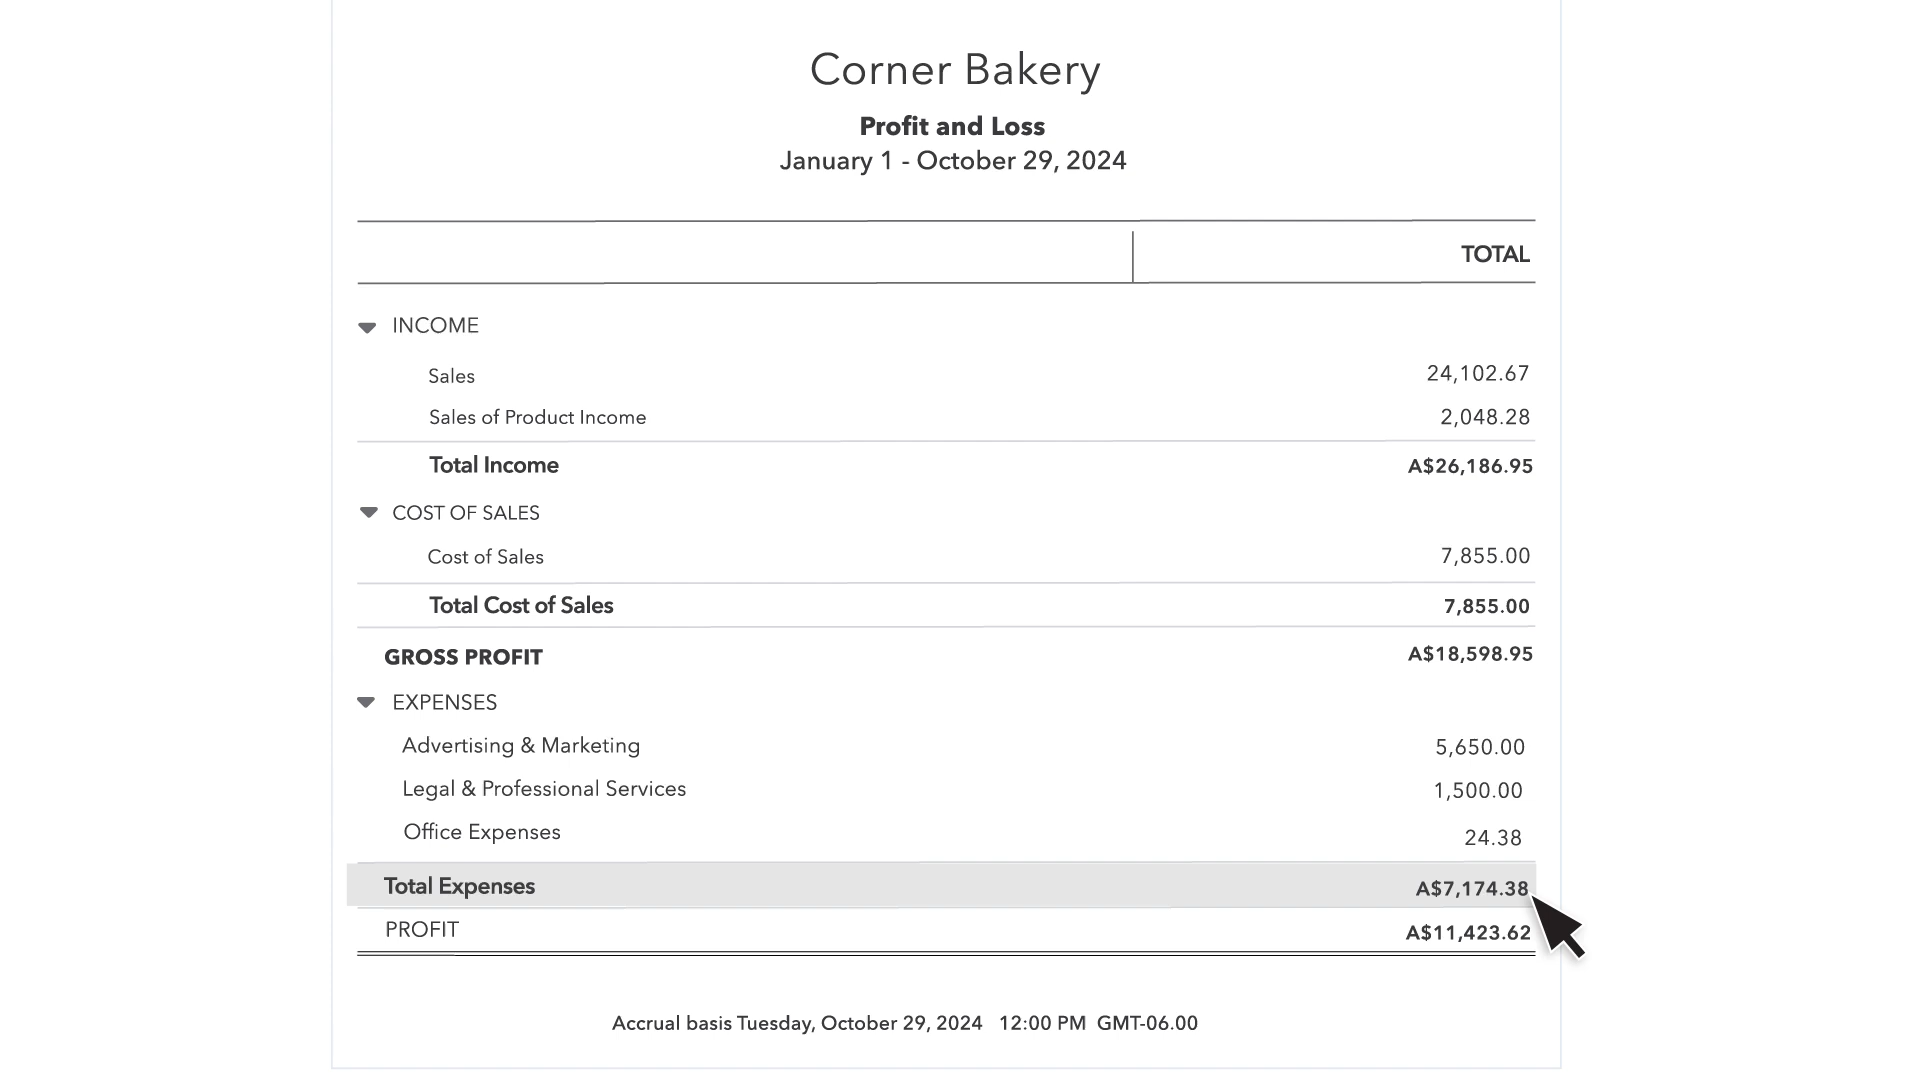 Corner Bakery
Profit and Loss
January 1 - October 29, 2024
TOTAL
INCOME
Sales 24,102.67
Sales of Product Income 2,048.28
Total Income A$26,186.95
COST OF SALES
Cost of Sales 7,855.00
Total Cost of Sales 7,855.00
GROSS PROFIT A$18,598.95
EXPENSES
Advertising & Marketing 5,650.00
Legal & Professional Services 1,500.00
Office Expenses 24.38
Total Expenses A$7,174.38
PROFIT A$11,423.62
Accrual basis Tuesday, October 29, 2024 12:00 PM GMT-06.00